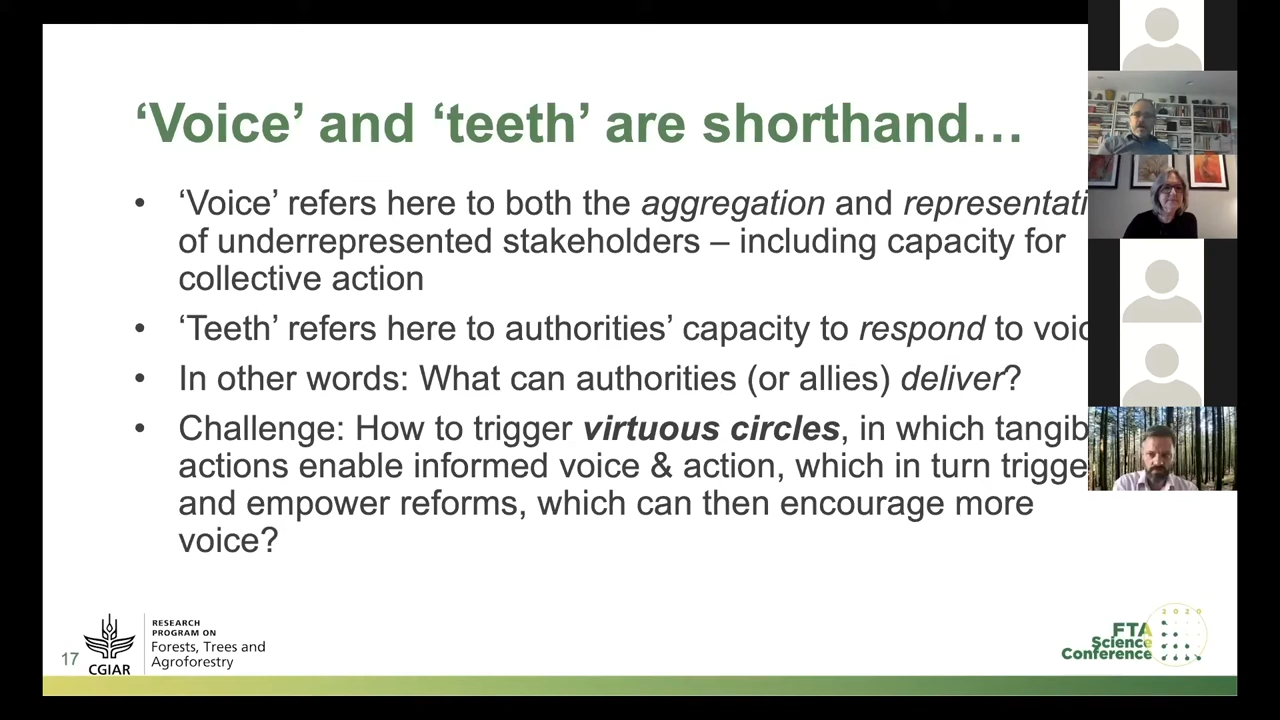 ‘Voice’ and ‘teeth’ are shorthand…
• ‘Voice’ refers here to both the aggregation and representati
of underrepresented stakeholders – including capacity for
collective action
• ‘Teeth’ refers here to authorities’ capacity to respond to voic
• In other words: What can authorities (or allies) deliver?
• Challenge: How to trigger virtuous circles, in which tangib
actions enable informed voice & action, which in turn trigge
and empower reforms, which can then encourage more
voice?
17
CGIAR
RESEARCH
PROGRAM ON
Forests, Trees and
Agroforestry
2020
FTA
Science
Conference